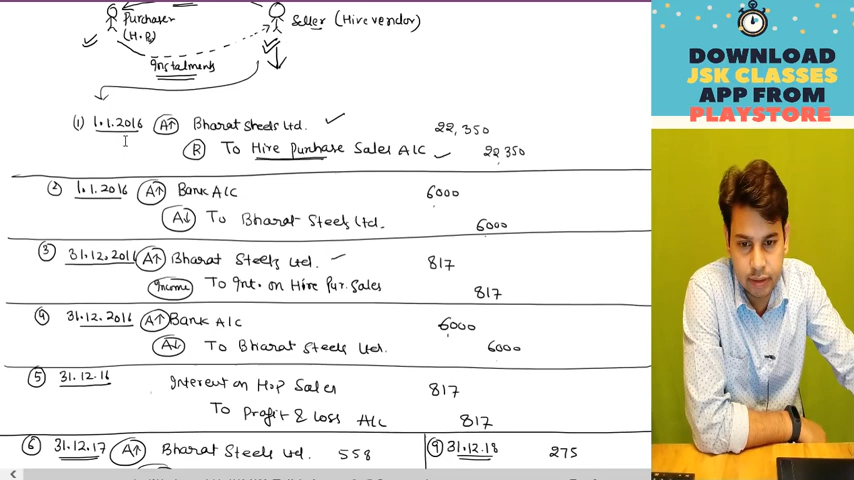 Purchaser
(H.P)
Seller (Hire vendor)
Instalments
(1) 1.1.2016 A↑ Bharat Steels Ltd. 22,350
R To Hire Purchase Sales A/C 22350
2 1.1.2016 A↑ Bank A/C 6000
A↓ To Bharat Steels Ltd. 6000
3 31.12.2016 A↑ Bharat Steels Ltd. 817
Income To Int. on Hire Pur. Sales 817
4 31.12.2016 A↑ Bank A/C 6000
A↓ To Bharat Steels Ltd. 6000
5 31.12.16 Interest on H.P Sales 817
To Profit & Loss A/C 817
6 31.12.17 A↑ Bharat Steels Ltd. 558
9 31.12.18 275
DOWNLOAD
JSK CLASSES
APP FROM
PLAYSTORE